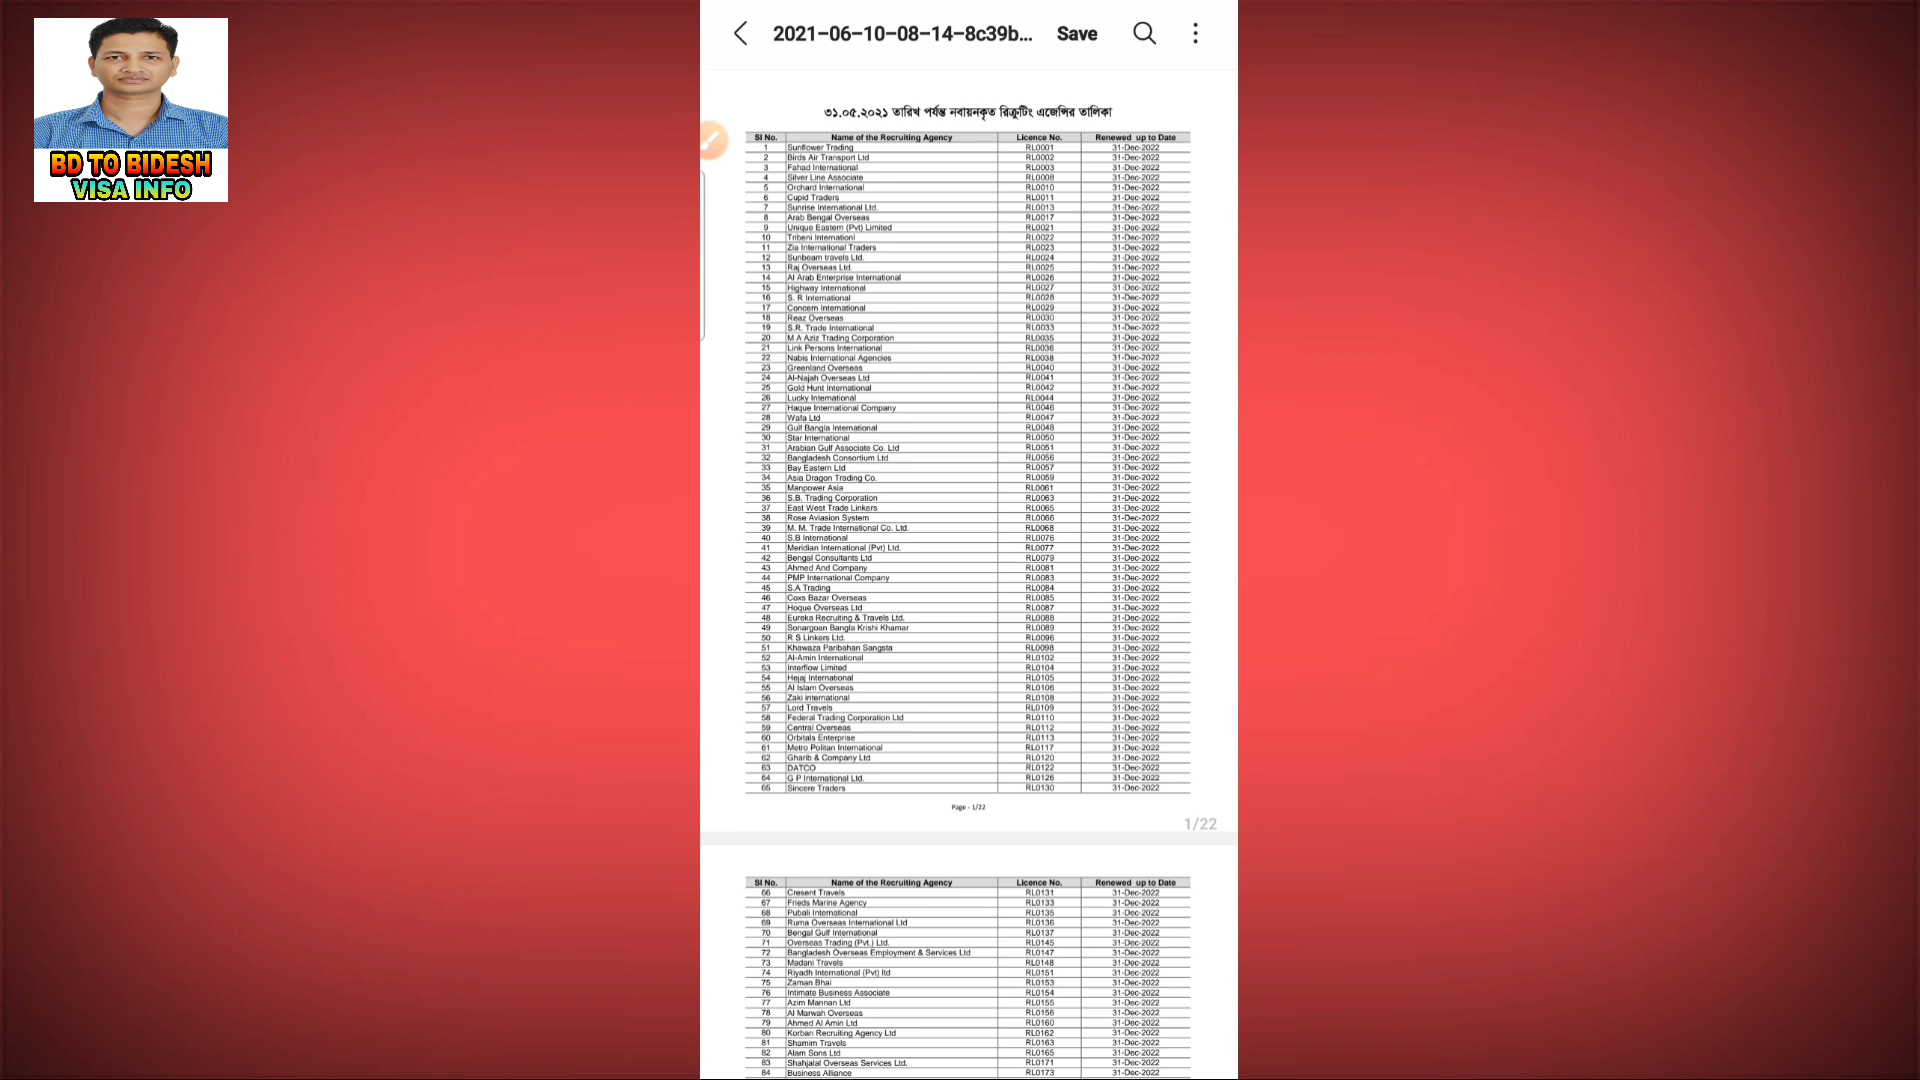 BD TO BIDESH
VISA INFO
2021-06-10-08-14-8c39b... Save
৩১.০৫.২০২১ তারিখ পর্যন্ত নবায়নকৃত রিক্রুটিং এজেন্সির তালিকা
Sl No. Name of the Recruiting Agency Licence No. Renewed up to Date
1 Sunflower Trading RL0001 31-Dec-2022
2 Birds Air Transport Ltd RL0002 31-Dec-2022
3 Fahad International RL0003 31-Dec-2022
4 Silver Line Associate RL0008 31-Dec-2022
5 Orchard International RL0010 31-Dec-2022
6 Cupid Traders RL0011 31-Dec-2022
7 Sunrise International Ltd. RL0013 31-Dec-2022
8 Arab Bengal Overseas RL0017 31-Dec-2022
9 Unique Eastern (Pvt) Limited RL0021 31-Dec-2022
10 Tribeni Internationl RL0022 31-Dec-2022
11 Zia International Traders RL0023 31-Dec-2022
12 Sunbeam travels Ltd. RL0024 31-Dec-2022
13 Raj Overseas Ltd. RL0025 31-Dec-2022
14 Al Arab Enterprise International RL0026 31-Dec-2022
15 Highway International RL0027 31-Dec-2022
16 S. R International RL0028 31-Dec-2022
17 Concern International RL0029 31-Dec-2022
18 Reaz Overseas RL0030 31-Dec-2022
19 S.R. Trade International RL0033 31-Dec-2022
20 M A Aziz Trading Corporation RL0035 31-Dec-2022
21 Link Persons International RL0036 31-Dec-2022
22 Nabis International Agencies RL0038 31-Dec-2022
23 Greenland Overseas RL0040 31-Dec-2022
24 Al-Najah Overseas Ltd RL0041 31-Dec-2022
25 Gold Hunt International RL0042 31-Dec-2022
26 Lucky International RL0044 31-Dec-2022
27 Haque International Company RL0046 31-Dec-2022
28 Wafa Ltd RL0047 31-Dec-2022
29 Gulf Bangla International RL0048 31-Dec-2022
30 Star International RL0050 31-Dec-2022
31 Arabian Gulf Associate Co. Ltd RL0051 31-Dec-2022
32 Bangladesh Consortium Ltd RL0056 31-Dec-2022
33 Bay Eastern Ltd RL0057 31-Dec-2022
34 Asia Dragon Trading Co. RL0059 31-Dec-2022
35 Manpower Asia RL0061 31-Dec-2022
36 S.B. Trading Corporation RL0063 31-Dec-2022
37 East West Trade Linkers RL0065 31-Dec-2022
38 Rose Aviasion System RL0066 31-Dec-2022
39 M. M. Trade International Co. Ltd. RL0068 31-Dec-2022
40 S.B International RL0076 31-Dec-2022
41 Meridian International (Pvt) Ltd. RL0077 31-Dec-2022
42 Bengal Consultants Ltd RL0079 31-Dec-2022
43 Ahmed And Company RL0081 31-Dec-2022
44 PMP International Company RL0083 31-Dec-2022
45 S.A Trading RL0084 31-Dec-2022
46 Coxs Bazar Overseas RL0085 31-Dec-2022
47 Hoque Overseas Ltd RL0087 31-Dec-2022
48 Eureka Recruiting & Travels Ltd. RL0088 31-Dec-2022
49 Sonargoan Bangla Krishi Khamar RL0089 31-Dec-2022
50 R S Linkers Ltd. RL0096 31-Dec-2022
51 Khawaza Paribahan Sangsta RL0098 31-Dec-2022
52 Al-Amin International RL0102 31-Dec-2022
53 Interflow Limited RL0104 31-Dec-2022
54 Hejaj International RL0105 31-Dec-2022
55 Al Islam Overseas RL0106 31-Dec-2022
56 Zaki international RL0108 31-Dec-2022
57 Lord Travels RL0109 31-Dec-2022
58 Federal Trading Corporation Ltd RL0110 31-Dec-2022
59 Central Overseas RL0112 31-Dec-2022
60 Orbitals Enterprise RL0113 31-Dec-2022
61 Metro Politan International RL0117 31-Dec-2022
62 Gharib & Company Ltd RL0120 31-Dec-2022
63 DATCO RL0122 31-Dec-2022
64 G P International Ltd. RL0126 31-Dec-2022
65 Sincere Traders RL0130 31-Dec-2022
Page - 1/22
1/22
Sl No. Name of the Recruiting Agency Licence No. Renewed up to Date
66 Cresent Travels RL0131 31-Dec-2022
67 Frieds Marine Agency RL0133 31-Dec-2022
68 Pubali International RL0135 31-Dec-2022
69 Ruma Overseas International Ltd RL0136 31-Dec-2022
70 Bengal Gulf International RL0137 31-Dec-2022
71 Overseas Trading (Pvt.) Ltd. RL0145 31-Dec-2022
72 Bangladesh Overseas Employment & Services Ltd RL0147 31-Dec-2022
73 Madani Travels RL0148 31-Dec-2022
74 Riyadh International (Pvt) ltd RL0151 31-Dec-2022
75 Zaman Bhai RL0153 31-Dec-2022
76 Intimate Business Associate RL0154 31-Dec-2022
77 Azim Mannan Ltd RL0155 31-Dec-2022
78 Al Marwah Overseas RL0156 31-Dec-2022
79 Ahmed Al Amin Ltd RL0160 31-Dec-2022
80 Korban Recruiting Agency Ltd RL0162 31-Dec-2022
81 Shamim Travels RL0163 31-Dec-2022
82 Alam Sons Ltd RL0165 31-Dec-2022
83 Shahjalal Overseas Services Ltd. RL0171 31-Dec-2022
84 Business Alliance RL0173 31-Dec-2022